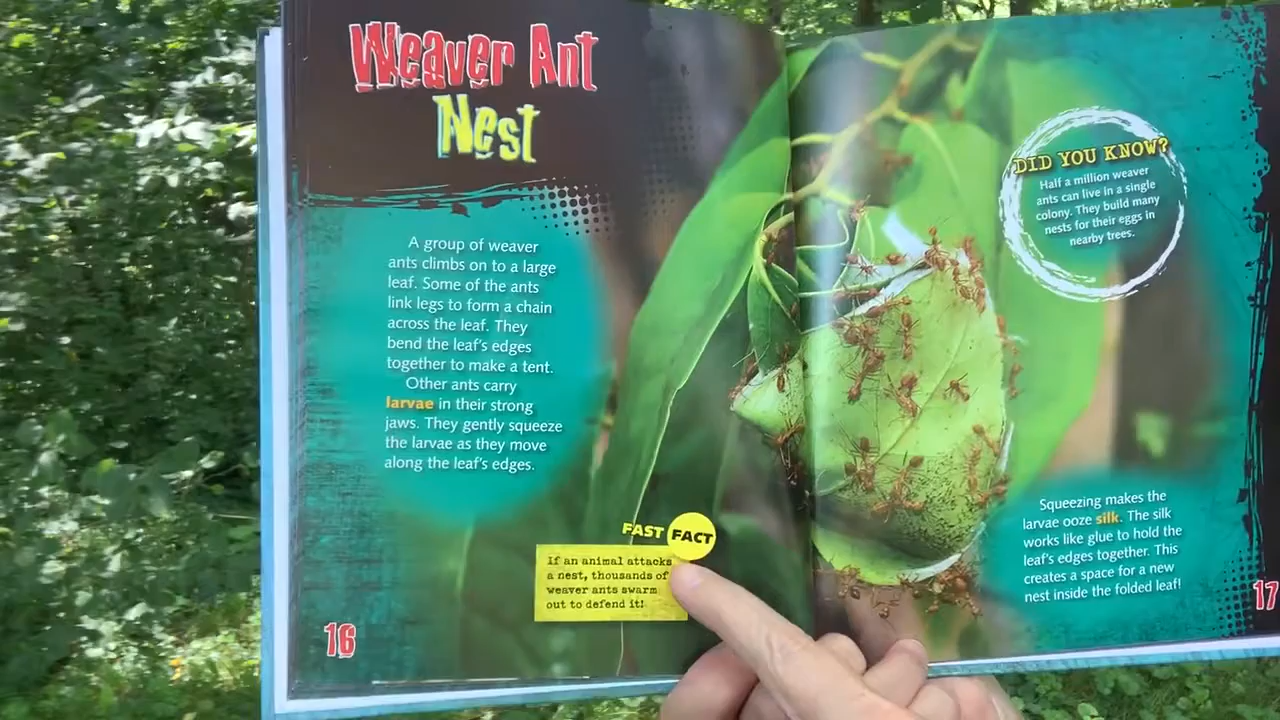 Weaver Ant
Nest
A group of weaver
ants climbs on to a large
leaf. Some of the ants
link legs to form a chain
across the leaf. They
bend the leaf's edges
together to make a tent.
Other ants carry
larvae in their strong
jaws. They gently squeeze
the larvae as they move
along the leaf's edges.
FAST FACT
If an animal attacks
a nest, thousands of
weaver ants swarm
out to defend it!
16
DID YOU KNOW?
Half a million weaver
ants can live in a single
colony. They build many
nests for their eggs in
nearby trees.
Squeezing makes the
larvae ooze silk. The silk
works like glue to hold the
leaf's edges together. This
creates a space for a new
nest inside the folded leaf!
17